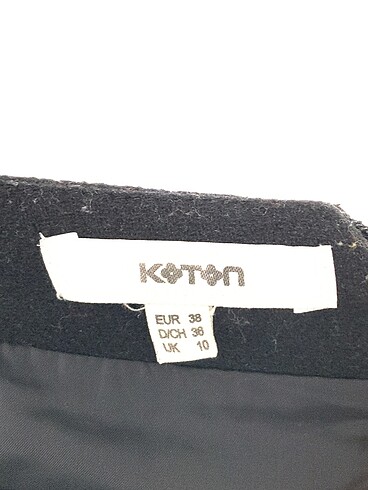 KOTON
EUR 38
D/CH 36
UK 10